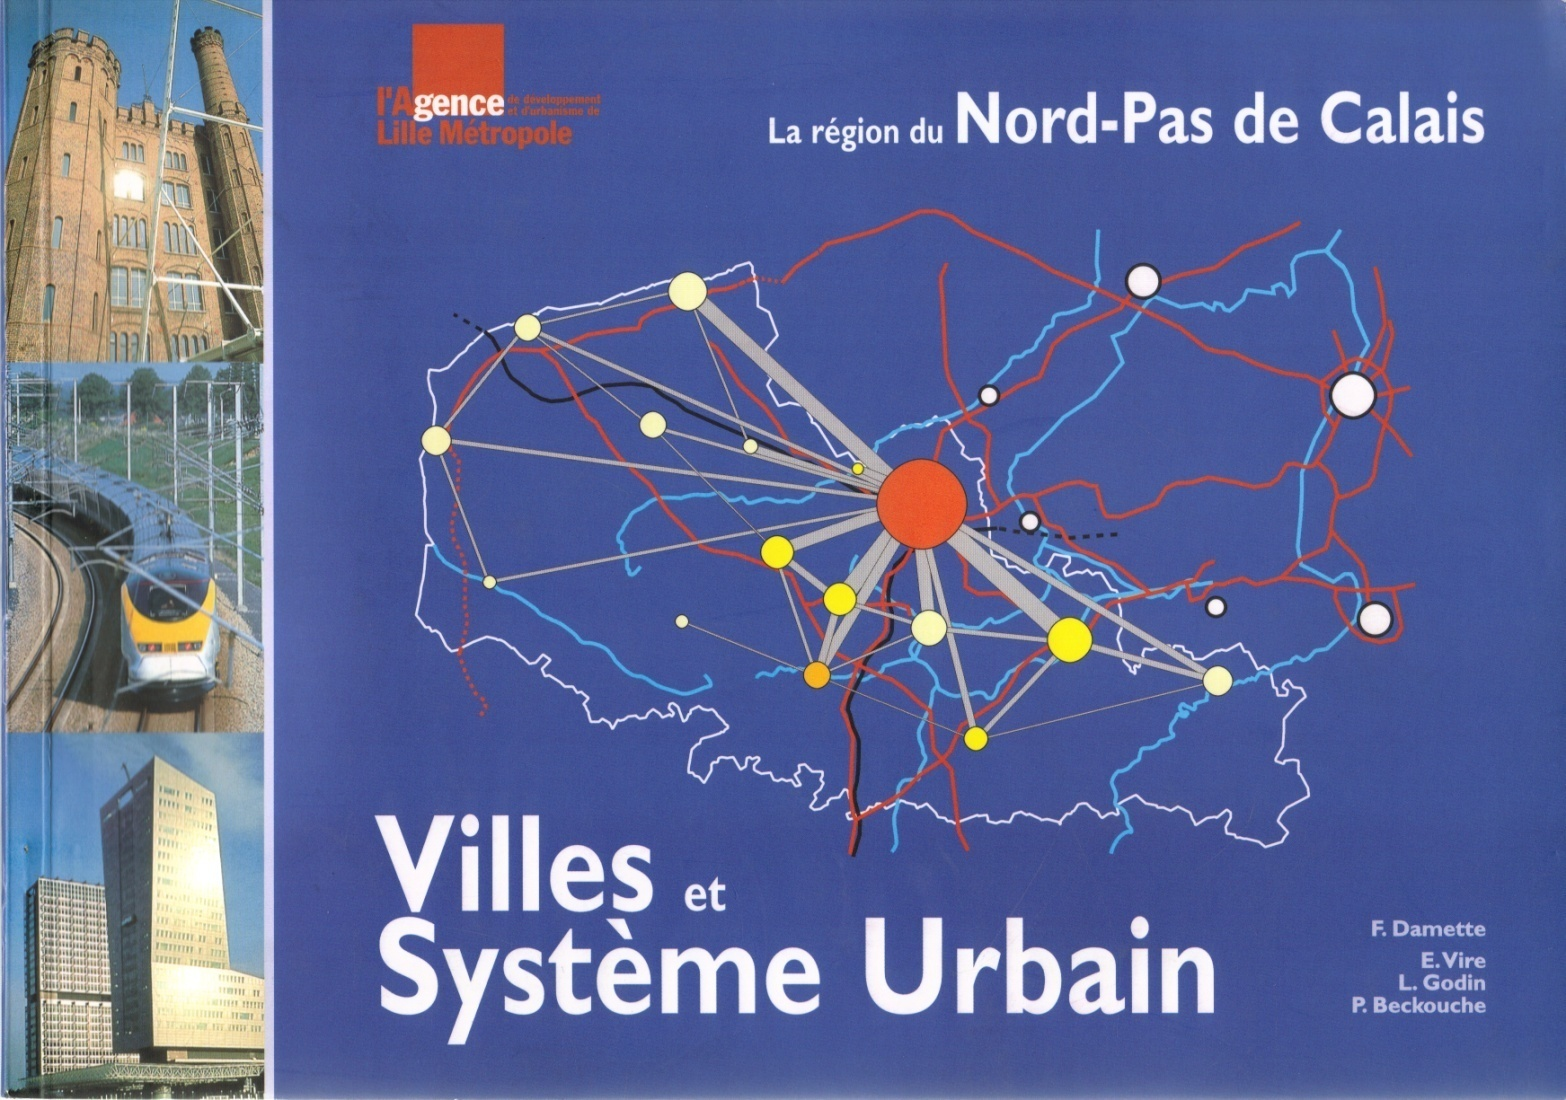 l'Agence de développement
et d'urbanisme de
Lille Métropole
La région du Nord-Pas de Calais
Villes et
Système Urbain
F. Damette
E. Vire
L. Godin
P. Beckouche